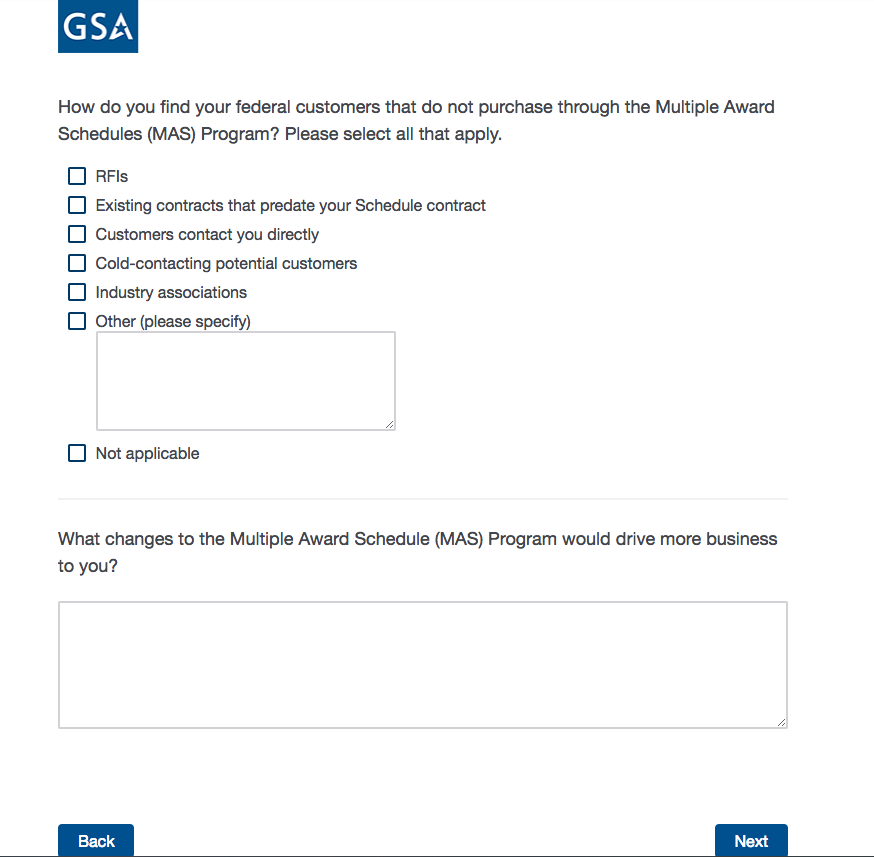 GSA
How do you find your federal customers that do not purchase through the Multiple Award
Schedules (MAS) Program? Please select all that apply.
RFIs
Existing contracts that predate your Schedule contract
Customers contact you directly
Cold-contacting potential customers
Industry associations
Other (please specify)
Not applicable
What changes to the Multiple Award Schedule (MAS) Program would drive more business
to you?
Back
Next